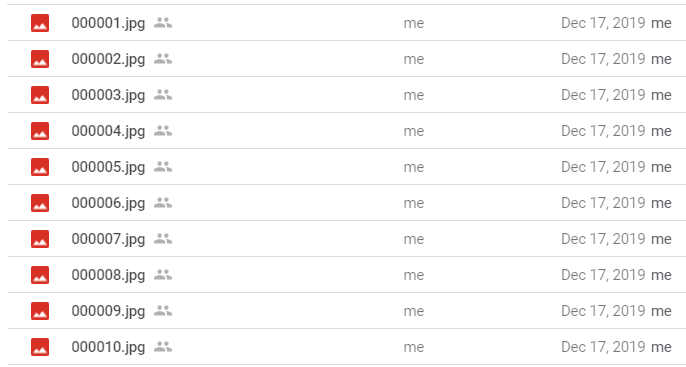 000001.jpg me Dec 17, 2019 me
000002.jpg me Dec 17, 2019 me
000003.jpg me Dec 17, 2019 me
000004.jpg me Dec 17, 2019 me
000005.jpg me Dec 17, 2019 me
000006.jpg me Dec 17, 2019 me
000007.jpg me Dec 17, 2019 me
000008.jpg me Dec 17, 2019 me
000009.jpg me Dec 17, 2019 me
000010.jpg me Dec 17, 2019 me